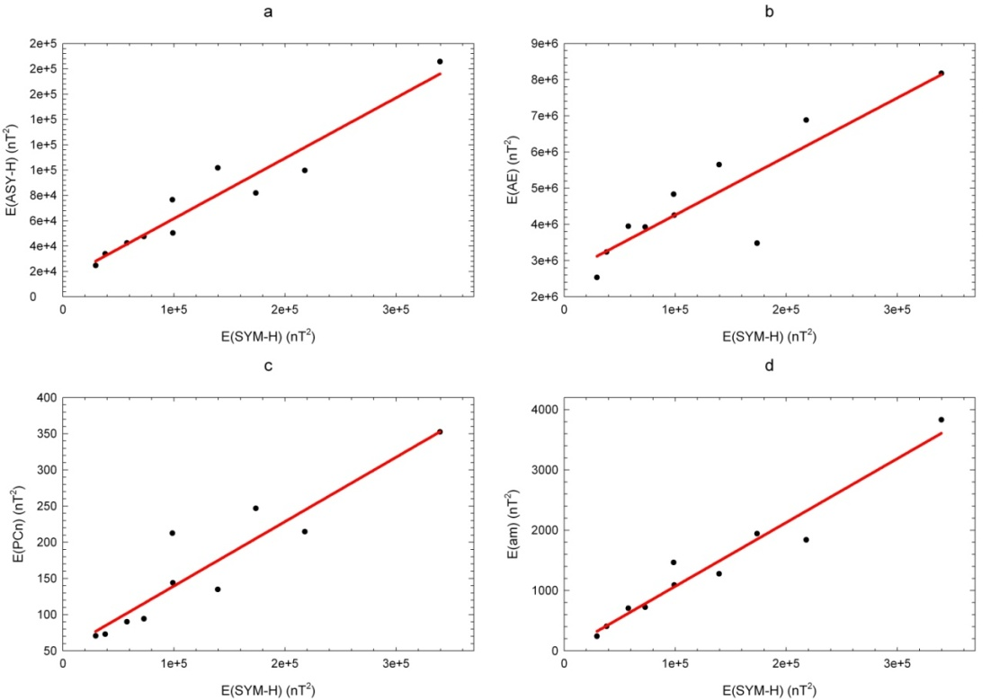 a
2e+5
2e+5
2e+5
1e+5
1e+5
1e+5
8e+4
6e+4
4e+4
2e+4
0
E(ASY-H) (nT²)
0 1e+5 2e+5 3e+5
E(SYM-H) (nT²)
b
9e+6
8e+6
7e+6
6e+6
5e+6
4e+6
3e+6
2e+6
E(AE) (nT²)
0 1e+5 2e+5 3e+5
E(SYM-H) (nT²)
c
400
350
300
250
200
150
100
50
E(PCn) (nT²)
0 1e+5 2e+5 3e+5
E(SYM-H) (nT²)
d
4000
3000
2000
1000
0
E(am) (nT²)
0 1e+5 2e+5 3e+5
E(SYM-H) (nT²)